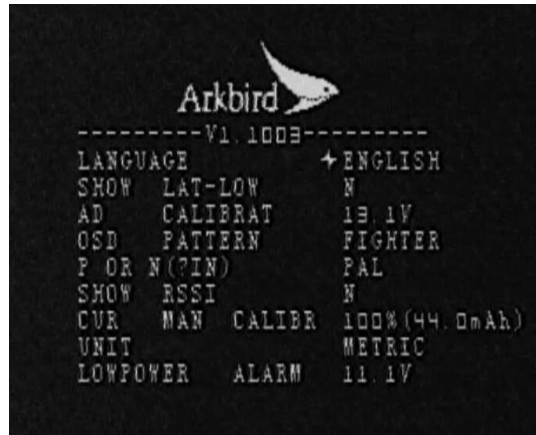 Arkbird
---------V1.1003---------
LANGUAGE ENGLISH
SHOW LAT-LOW N
AD CALIBRAT 13.1V
OSD PATTERN FIGHTER
P OR N(?IN) PAL
SHOW RSSI N
CUR MAN CALIBR 100%(44.0mAh)
UNIT METRIC
LOWPOWER ALARM 11.1V